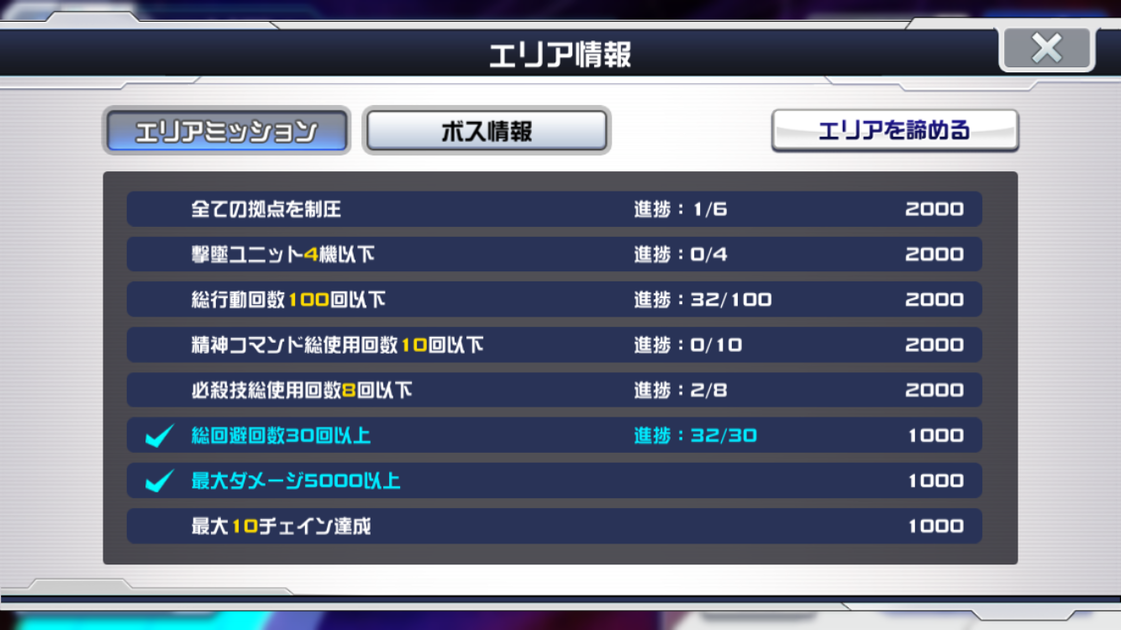 エリア情報
エリアミッション ボス情報 エリアを諦める
全ての拠点を制圧 進捗：1/6 2000
撃墜ユニット4機以下 進捗：0/4 2000
総行動回数100回以下 進捗：32/100 2000
精神コマンド総使用回数10回以下 進捗：0/10 2000
必殺技総使用回数8回以下 進捗：2/8 2000
総回避回数30回以上 進捗：32/30 1000
最大ダメージ5000以上 1000
最大10チェイン達成 1000